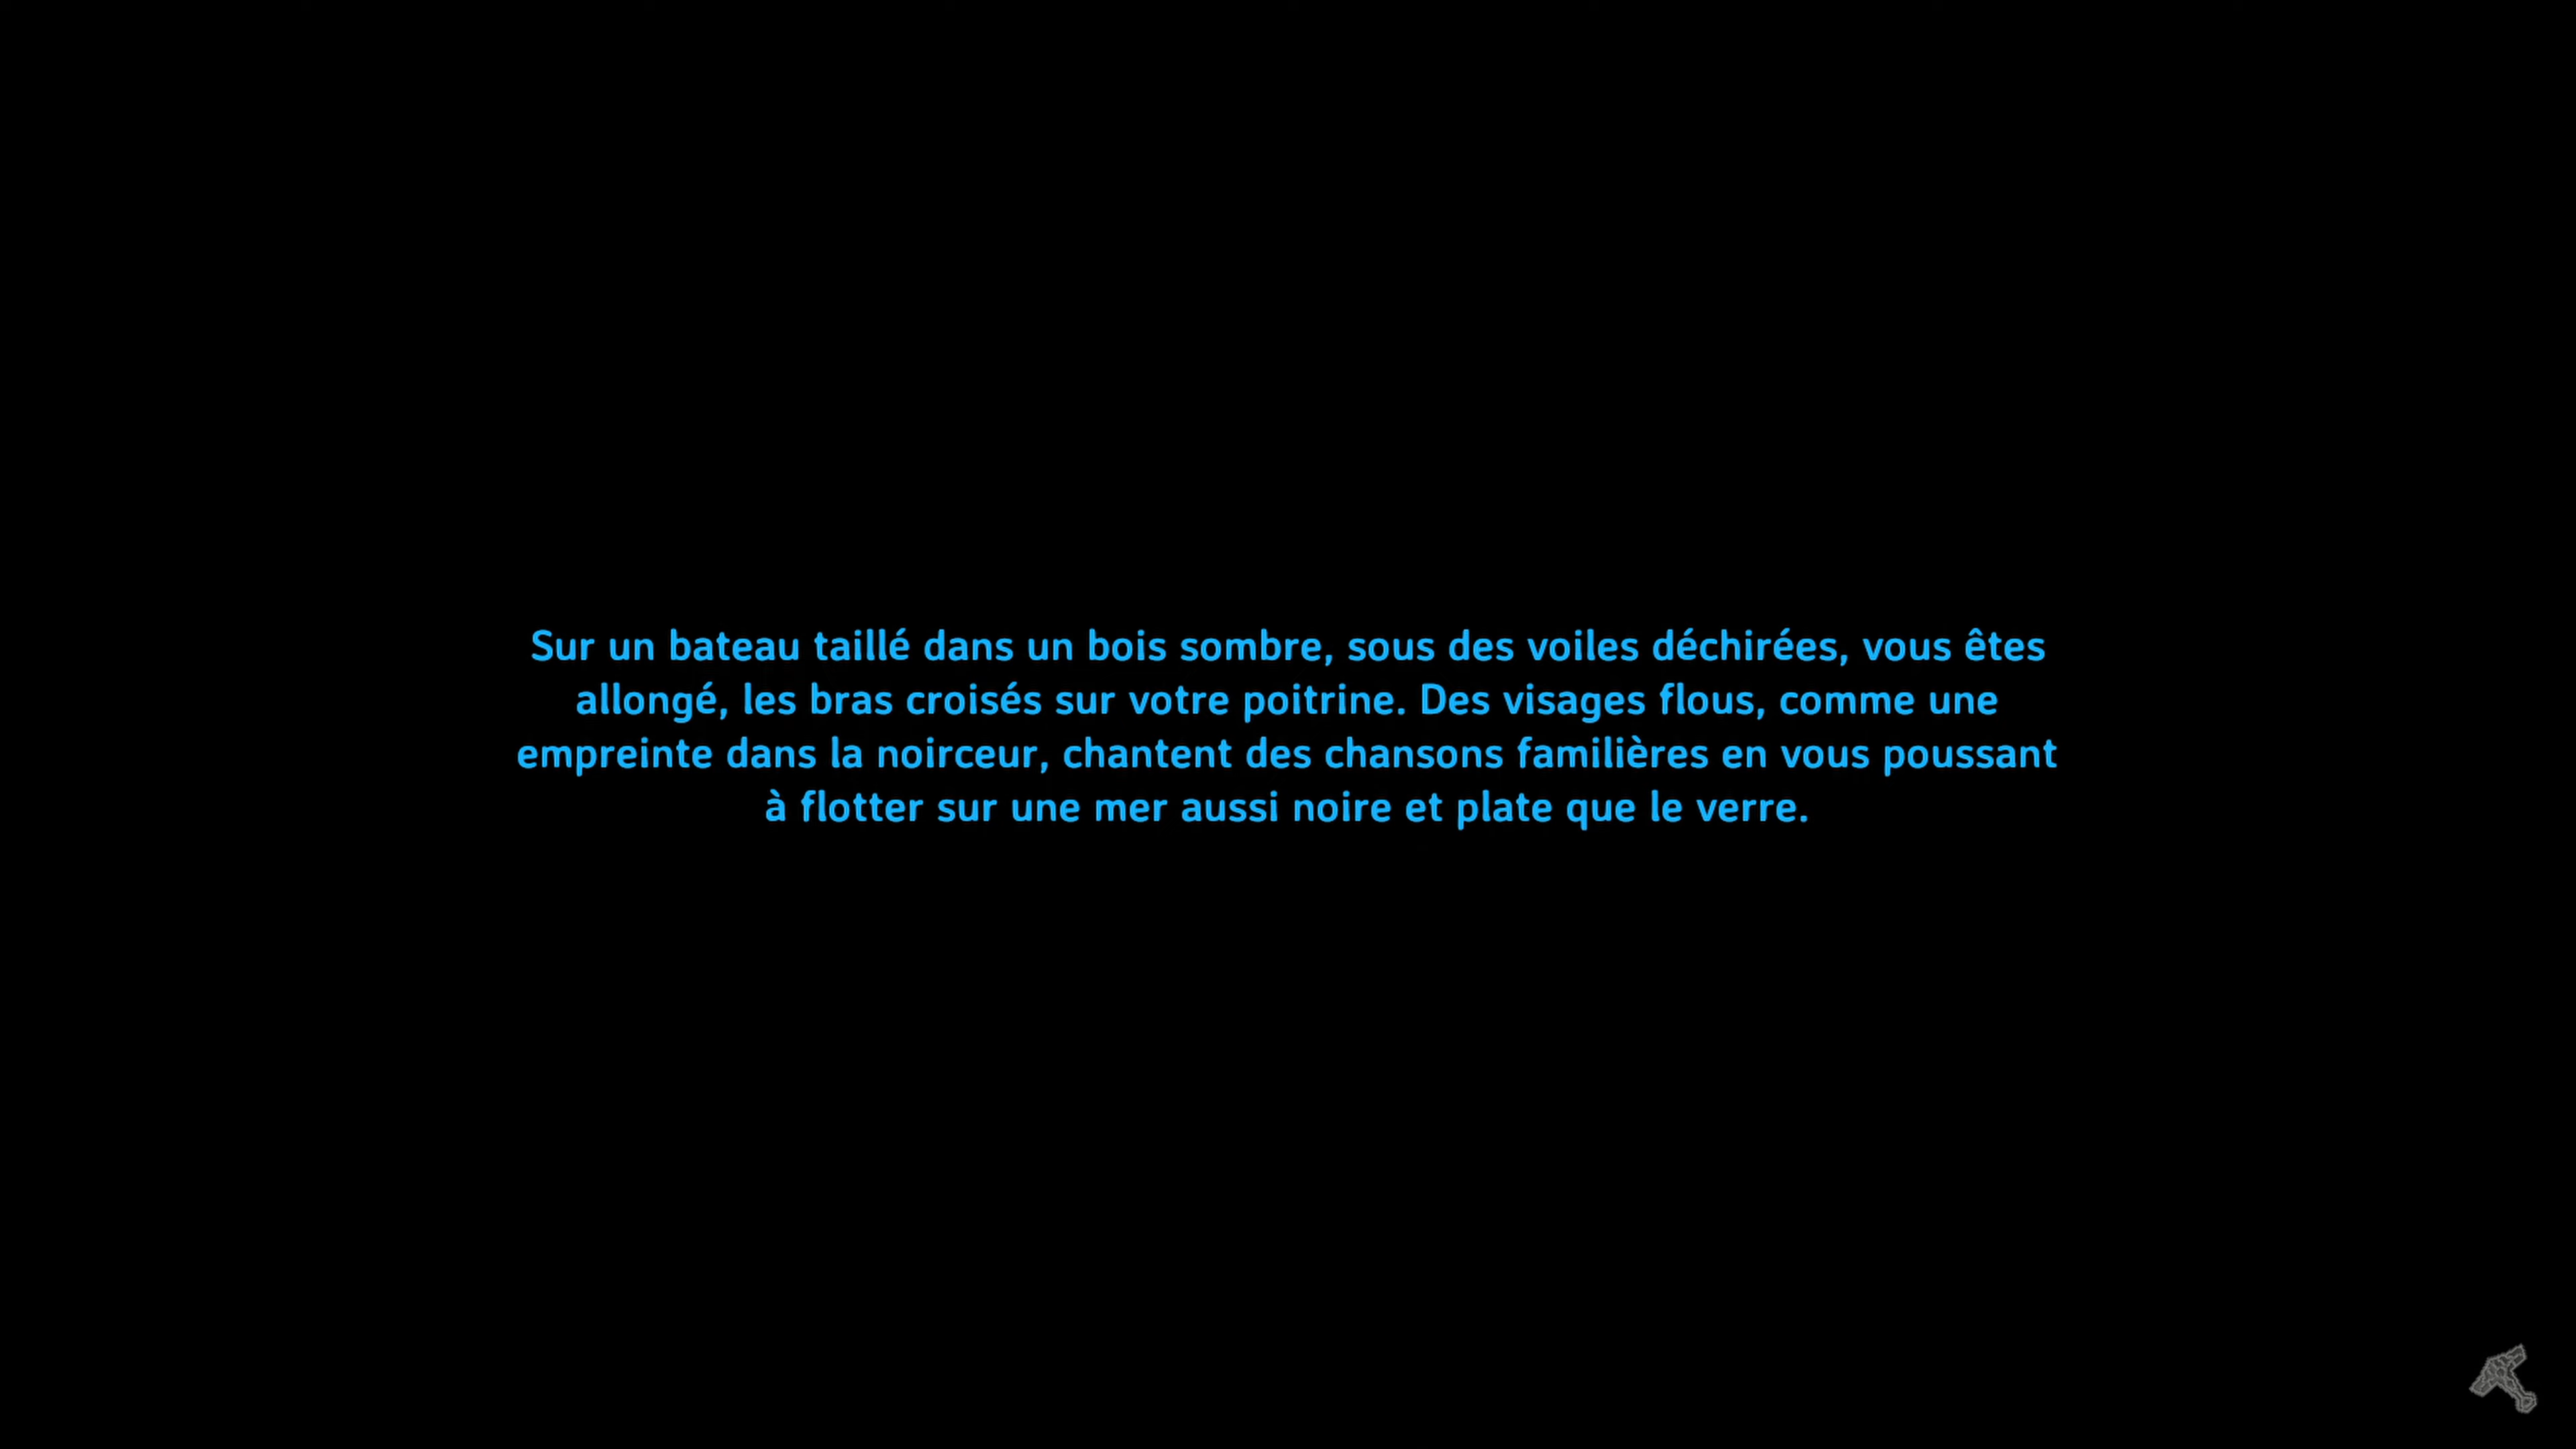 Sur un bateau taillé dans un bois sombre, sous des voiles déchirées, vous êtes
allongé, les bras croisés sur votre poitrine. Des visages flous, comme une
empreinte dans la noirceur, chantent des chansons familières en vous poussant
à flotter sur une mer aussi noire et plate que le verre.